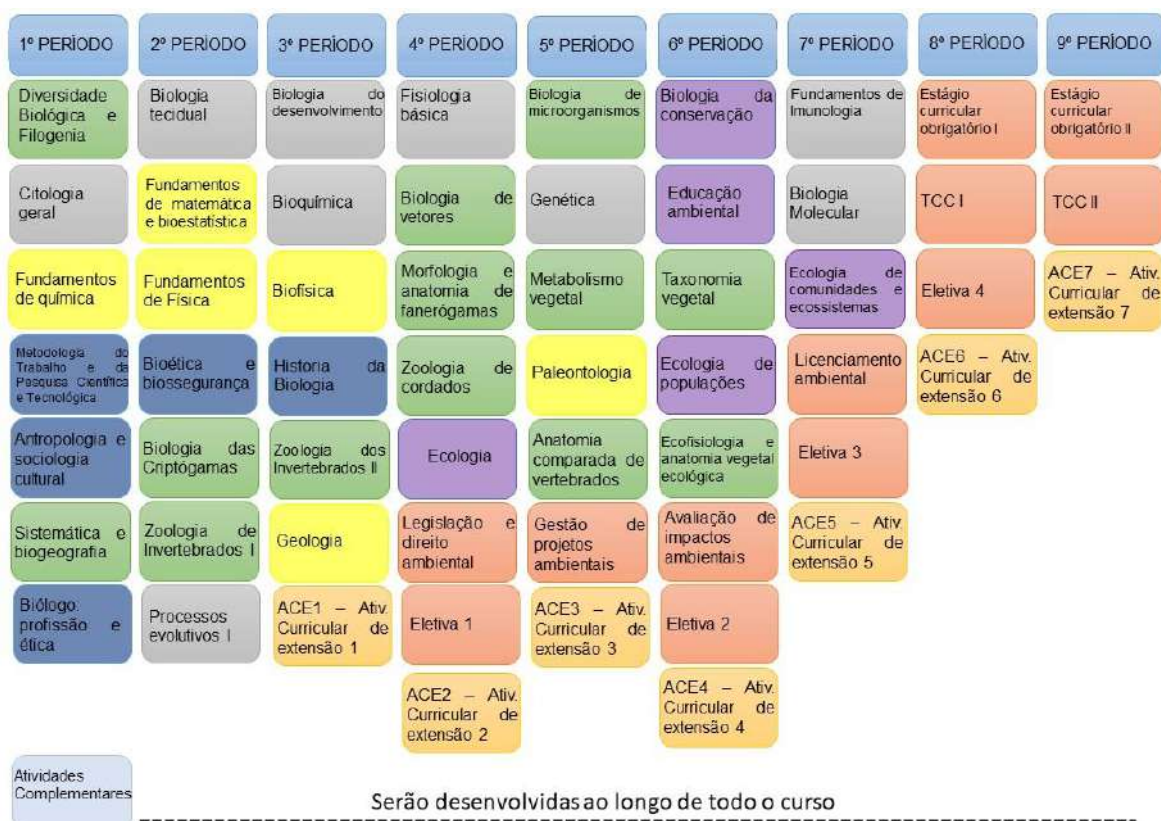 1º PERÍODO
2º PERÍODO
3º PERÍODO
4º PERÍODO
5º PERÍODO
6º PERÍODO
7º PERÍODO
8º PERÍODO
9º PERÍODO
Diversidade
Biológica e
Filogenia
Biologia
tecidual
Biologia do
desenvolvimento
Fisiologia
básica
Biologia de
microorganismos
Biologia da
conservação
Fundamentos de
Imunologia
Estágio
curricular
obrigatório I
Estágio
curricular
obrigatório II
Citologia
geral
Fundamentos
de matemática
e bioestatística
Bioquímica
Biologia de
vetores
Genética
Educação
ambiental
Biologia
Molecular
TCC I
TCC II
Fundamentos
de química
Fundamentos
de Física
Biofísica
Morfologia e
anatomia de
fanerógamas
Metabolismo
vegetal
Taxonomia
vegetal
Ecologia de
comunidades e
ecossistemas
Eletiva 4
ACE7 – Ativ.
Curricular de
extensão 7
Metodologia do
Trabalho e da
Pesquisa Científica
e Tecnológica
Bioética e
biossegurança
Historia da
Biologia
Zoologia de
cordados
Paleontologia
Ecologia de
populações
Licenciamento
ambiental
ACE6 – Ativ.
Curricular de
extensão 6
Antropologia e
sociologia
cultural
Biologia das
Criptógamas
Zoologia dos
Invertebrados II
Ecologia
Anatomia
comparada de
vertebrados
Ecofisiologia e
anatomia vegetal
ecológica
Eletiva 3
Sistemática e
biogeografia
Zoologia de
Invertebrados I
Geologia
Legislação e
direito
ambiental
Gestão de
projetos
ambientais
Avaliação de
impactos
ambientais
ACE5 – Ativ.
Curricular de
extensão 5
Biólogo:
profissão e
ética
Processos
evolutivos I
ACE1 – Ativ.
Curricular de
extensão 1
Eletiva 1
ACE3 – Ativ.
Curricular de
extensão 3
Eletiva 2
ACE2 – Ativ.
Curricular de
extensão 2
ACE4 – Ativ.
Curricular de
extensão 4
Atividades
Complementares
Serão desenvolvidas ao longo de todo o curso